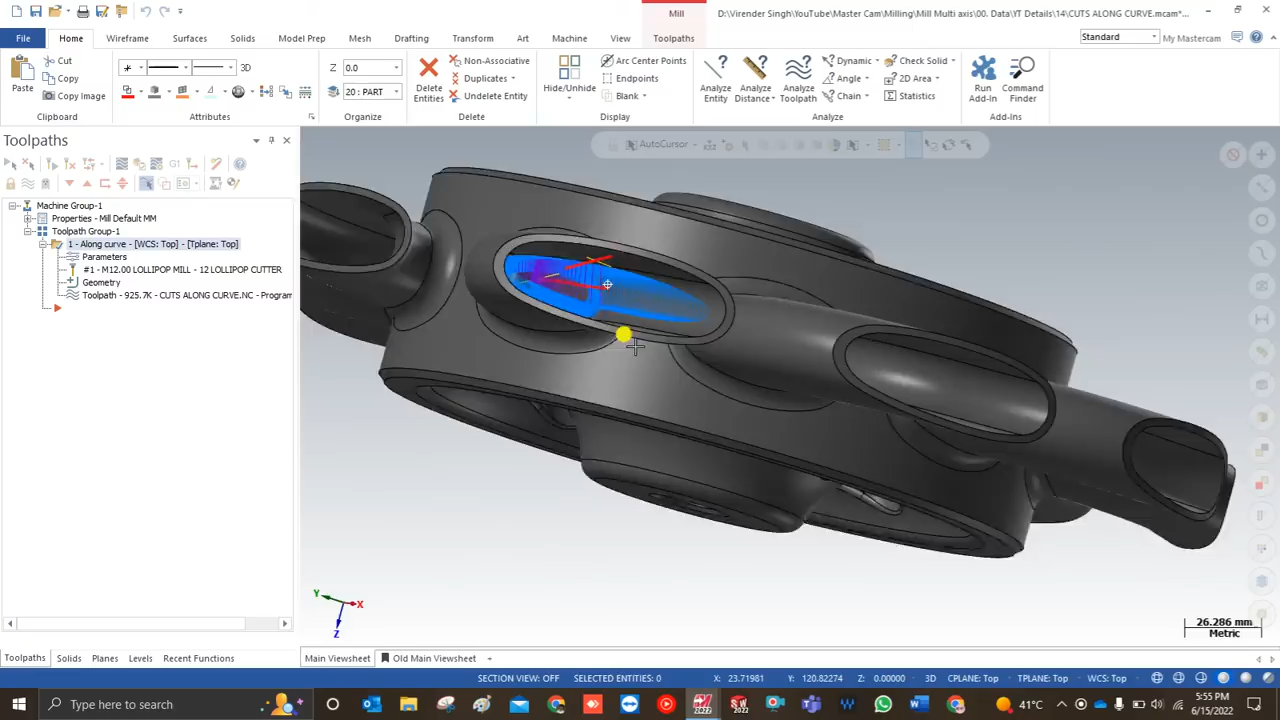 Mill
D:\Virender Singh\YouTube\Master Cam\Milling\Mill Multi axis\00. Data\YT Details\14\CUTS ALONG CURVE.mcam*...
File
Home
Wireframe
Surfaces
Solids
Model Prep
Mesh
Drafting
Transform
Art
Machine
View
Toolpaths
Standard
My Mastercam
Paste
Cut
Copy
Copy Image
Clipboard
3D
Attributes
Z
0.0
20 : PART
Organize
Delete Entities
Non-Associative
Duplicates
Undelete Entity
Delete
Hide/Unhide
Arc Center Points
Endpoints
Blank
Display
Analyze Entity
Analyze Distance
Analyze Toolpath
Dynamic
Angle
Chain
Check Solid
2D Area
Statistics
Analyze
Run Add-In
Command Finder
Add-Ins
Toolpaths
G1
AutoCursor
Machine Group-1
Properties - Mill Default MM
Toolpath Group-1
1 - Along curve - [WCS: Top] - [Tplane: Top]
Parameters
#1 - M12.00 LOLLIPOP MILL - 12 LOLLIPOP CUTTER
Geometry
Toolpath - 925.7K - CUTS ALONG CURVE.NC - Program
Y
X
Z
26.286 mm
Metric
Toolpaths
Solids
Planes
Levels
Recent Functions
Main Viewsheet
Old Main Viewsheet
+
SECTION VIEW: OFF
SELECTED ENTITIES: 0
X: 23.71981
Y: 120.82274
Z: 0.00000
3D
CPLANE: Top
TPLANE: Top
WCS: Top
Type here to search
41°C
5:55 PM
6/15/2022